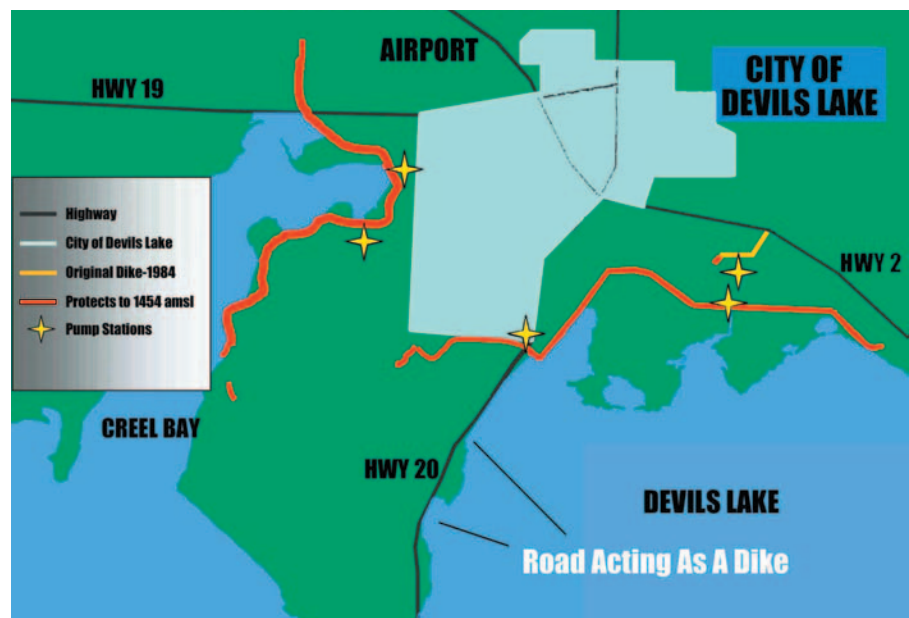 AIRPORT
CITY OF
DEVILS LAKE
HWY 19
Highway
City of Devils Lake
Original Dike-1984
Protects to 1454 amsl
Pump Stations
HWY 2
CREEL BAY
HWY 20
DEVILS LAKE
Road Acting As A Dike